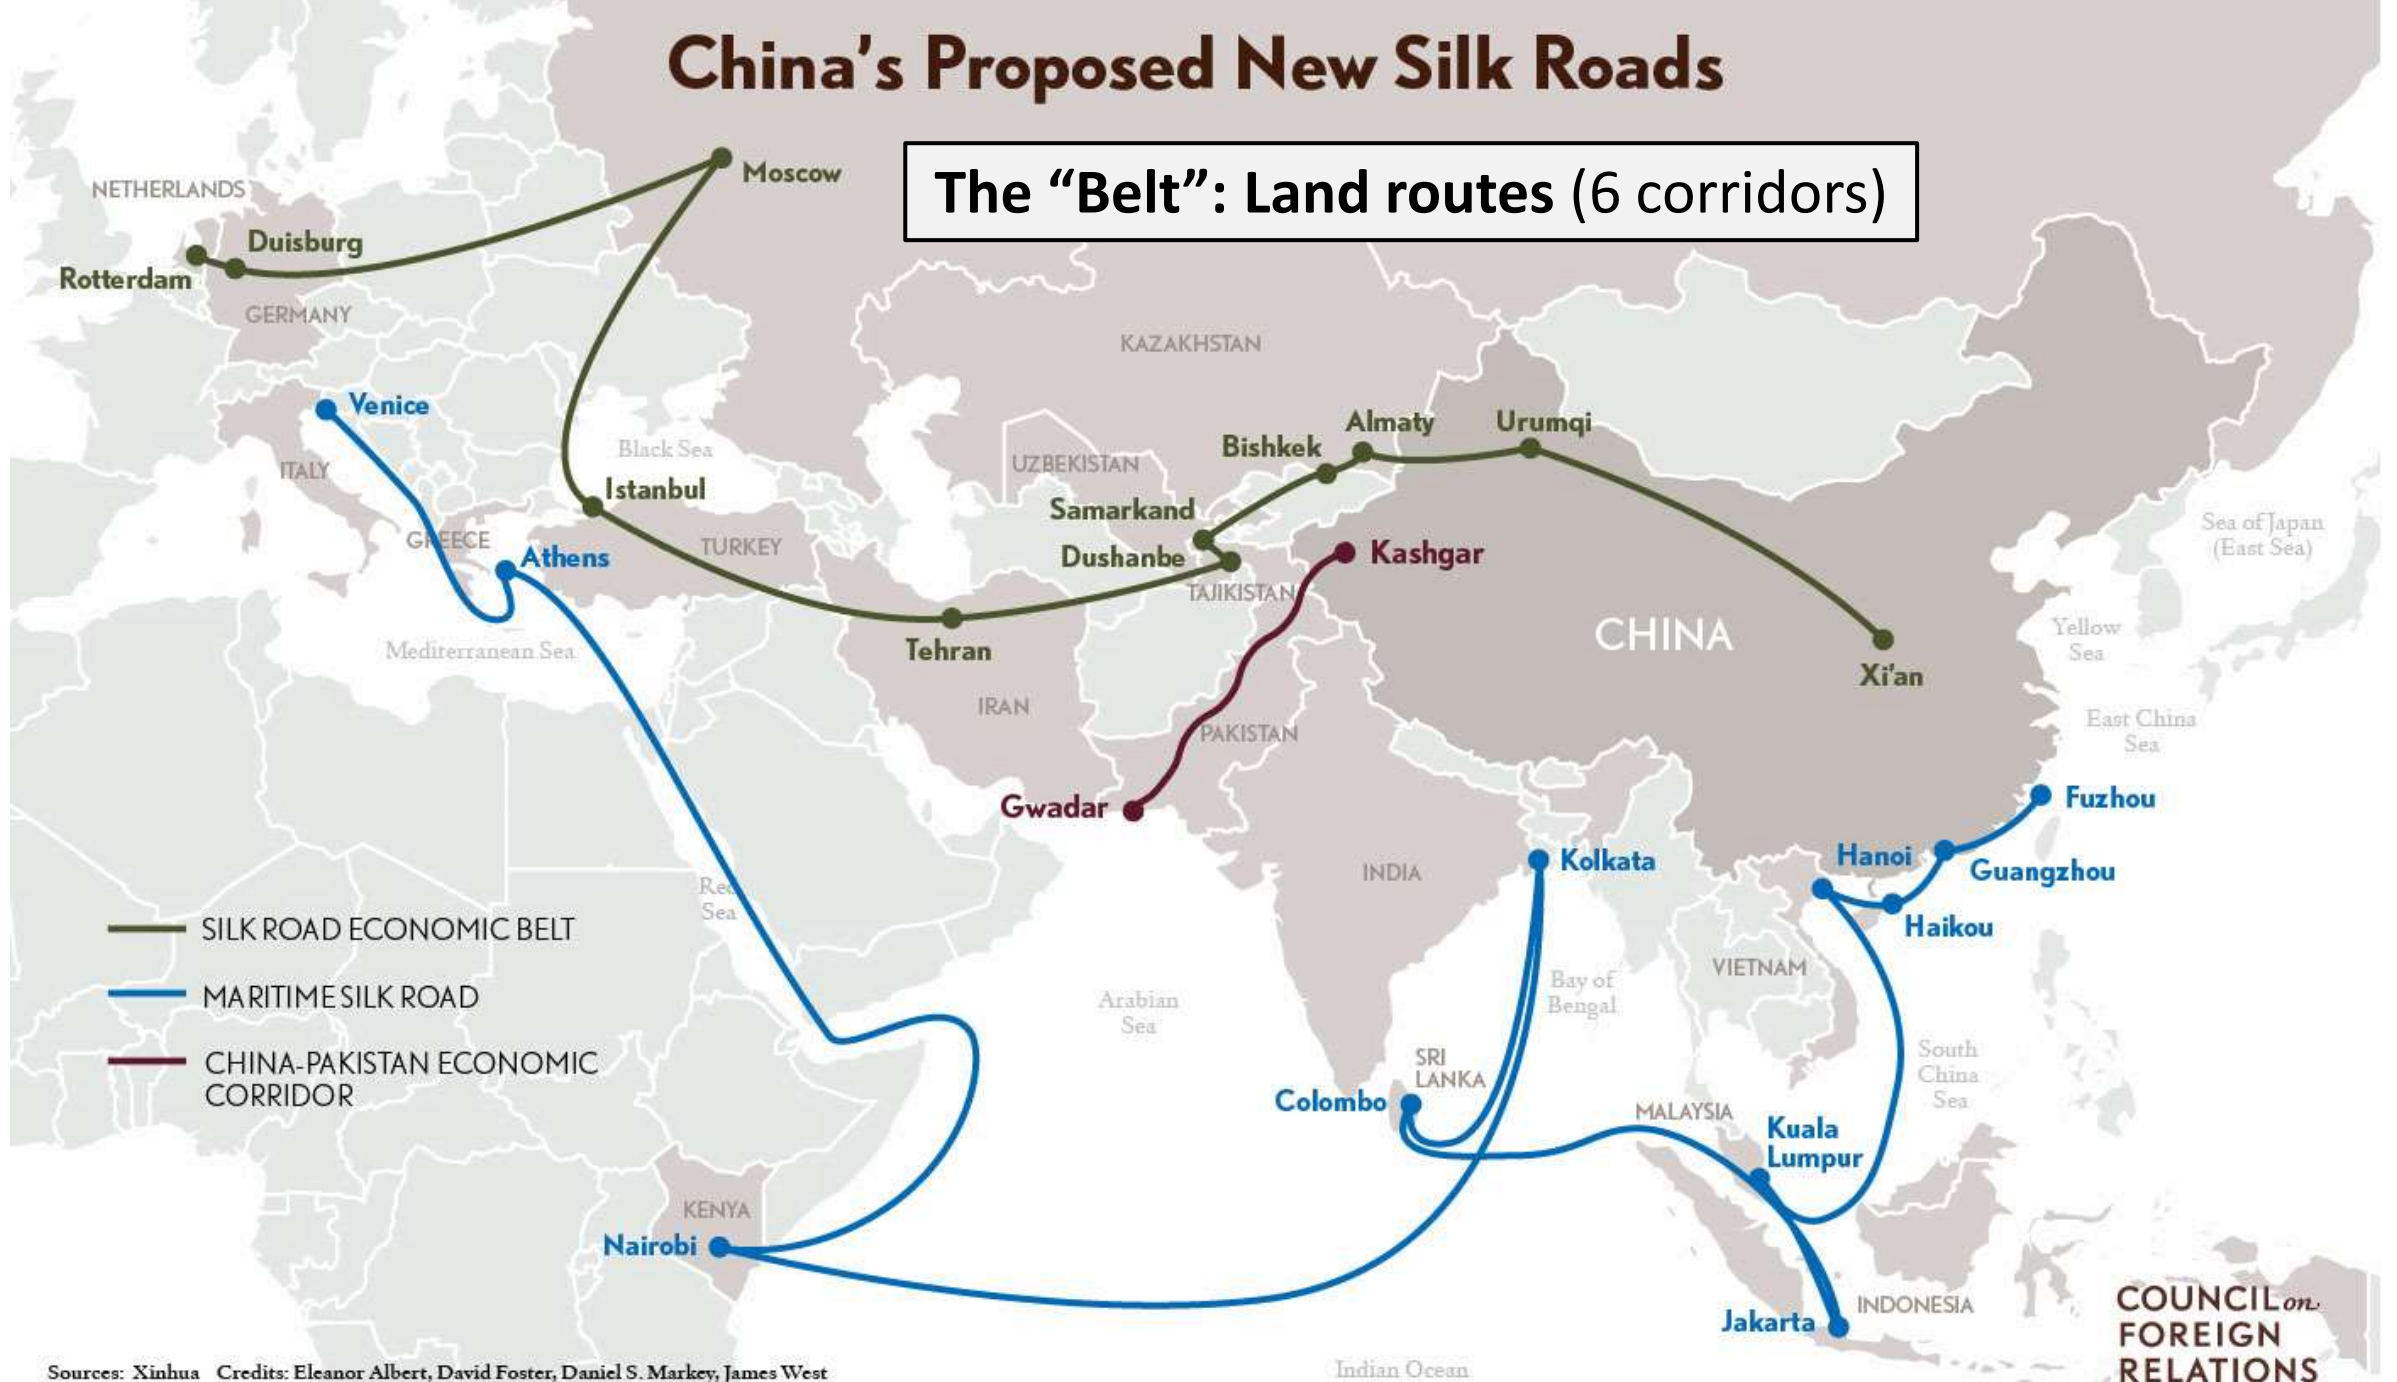 China's Proposed New Silk Roads
The “Belt”: Land routes (6 corridors)
Moscow
NETHERLANDS
Duisburg
Rotterdam
GERMANY
KAZAKHSTAN
Venice
Almaty
Urumqi
Bishkek
Black Sea
ITALY
UZBEKISTAN
Istanbul
Samarkand
Sea of Japan
(East Sea)
GREECE
TURKEY
Athens
Dushanbe
Kashgar
TAJIKISTAN
CHINA
Yellow
Sea
Mediterranean Sea
Tehran
Xi'an
IRAN
PAKISTAN
East China
Sea
Gwadar
Fuzhou
Hanoi
Kolkata
INDIA
Guangzhou
Red
Sea
Haikou
SILK ROAD ECONOMIC BELT
VIETNAM
Bay of
Bengal
MARITIME SILK ROAD
Arabian
Sea
CHINA-PAKISTAN ECONOMIC
CORRIDOR
SRI
LANKA
South
China
Sea
Colombo
MALAYSIA
Kuala
Lumpur
KENYA
Nairobi
INDONESIA
Jakarta
COUNCIL on
FOREIGN
RELATIONS
Sources: Xinhua Credits: Eleanor Albert, David Foster, Daniel S. Markey, James West
Indian Ocean